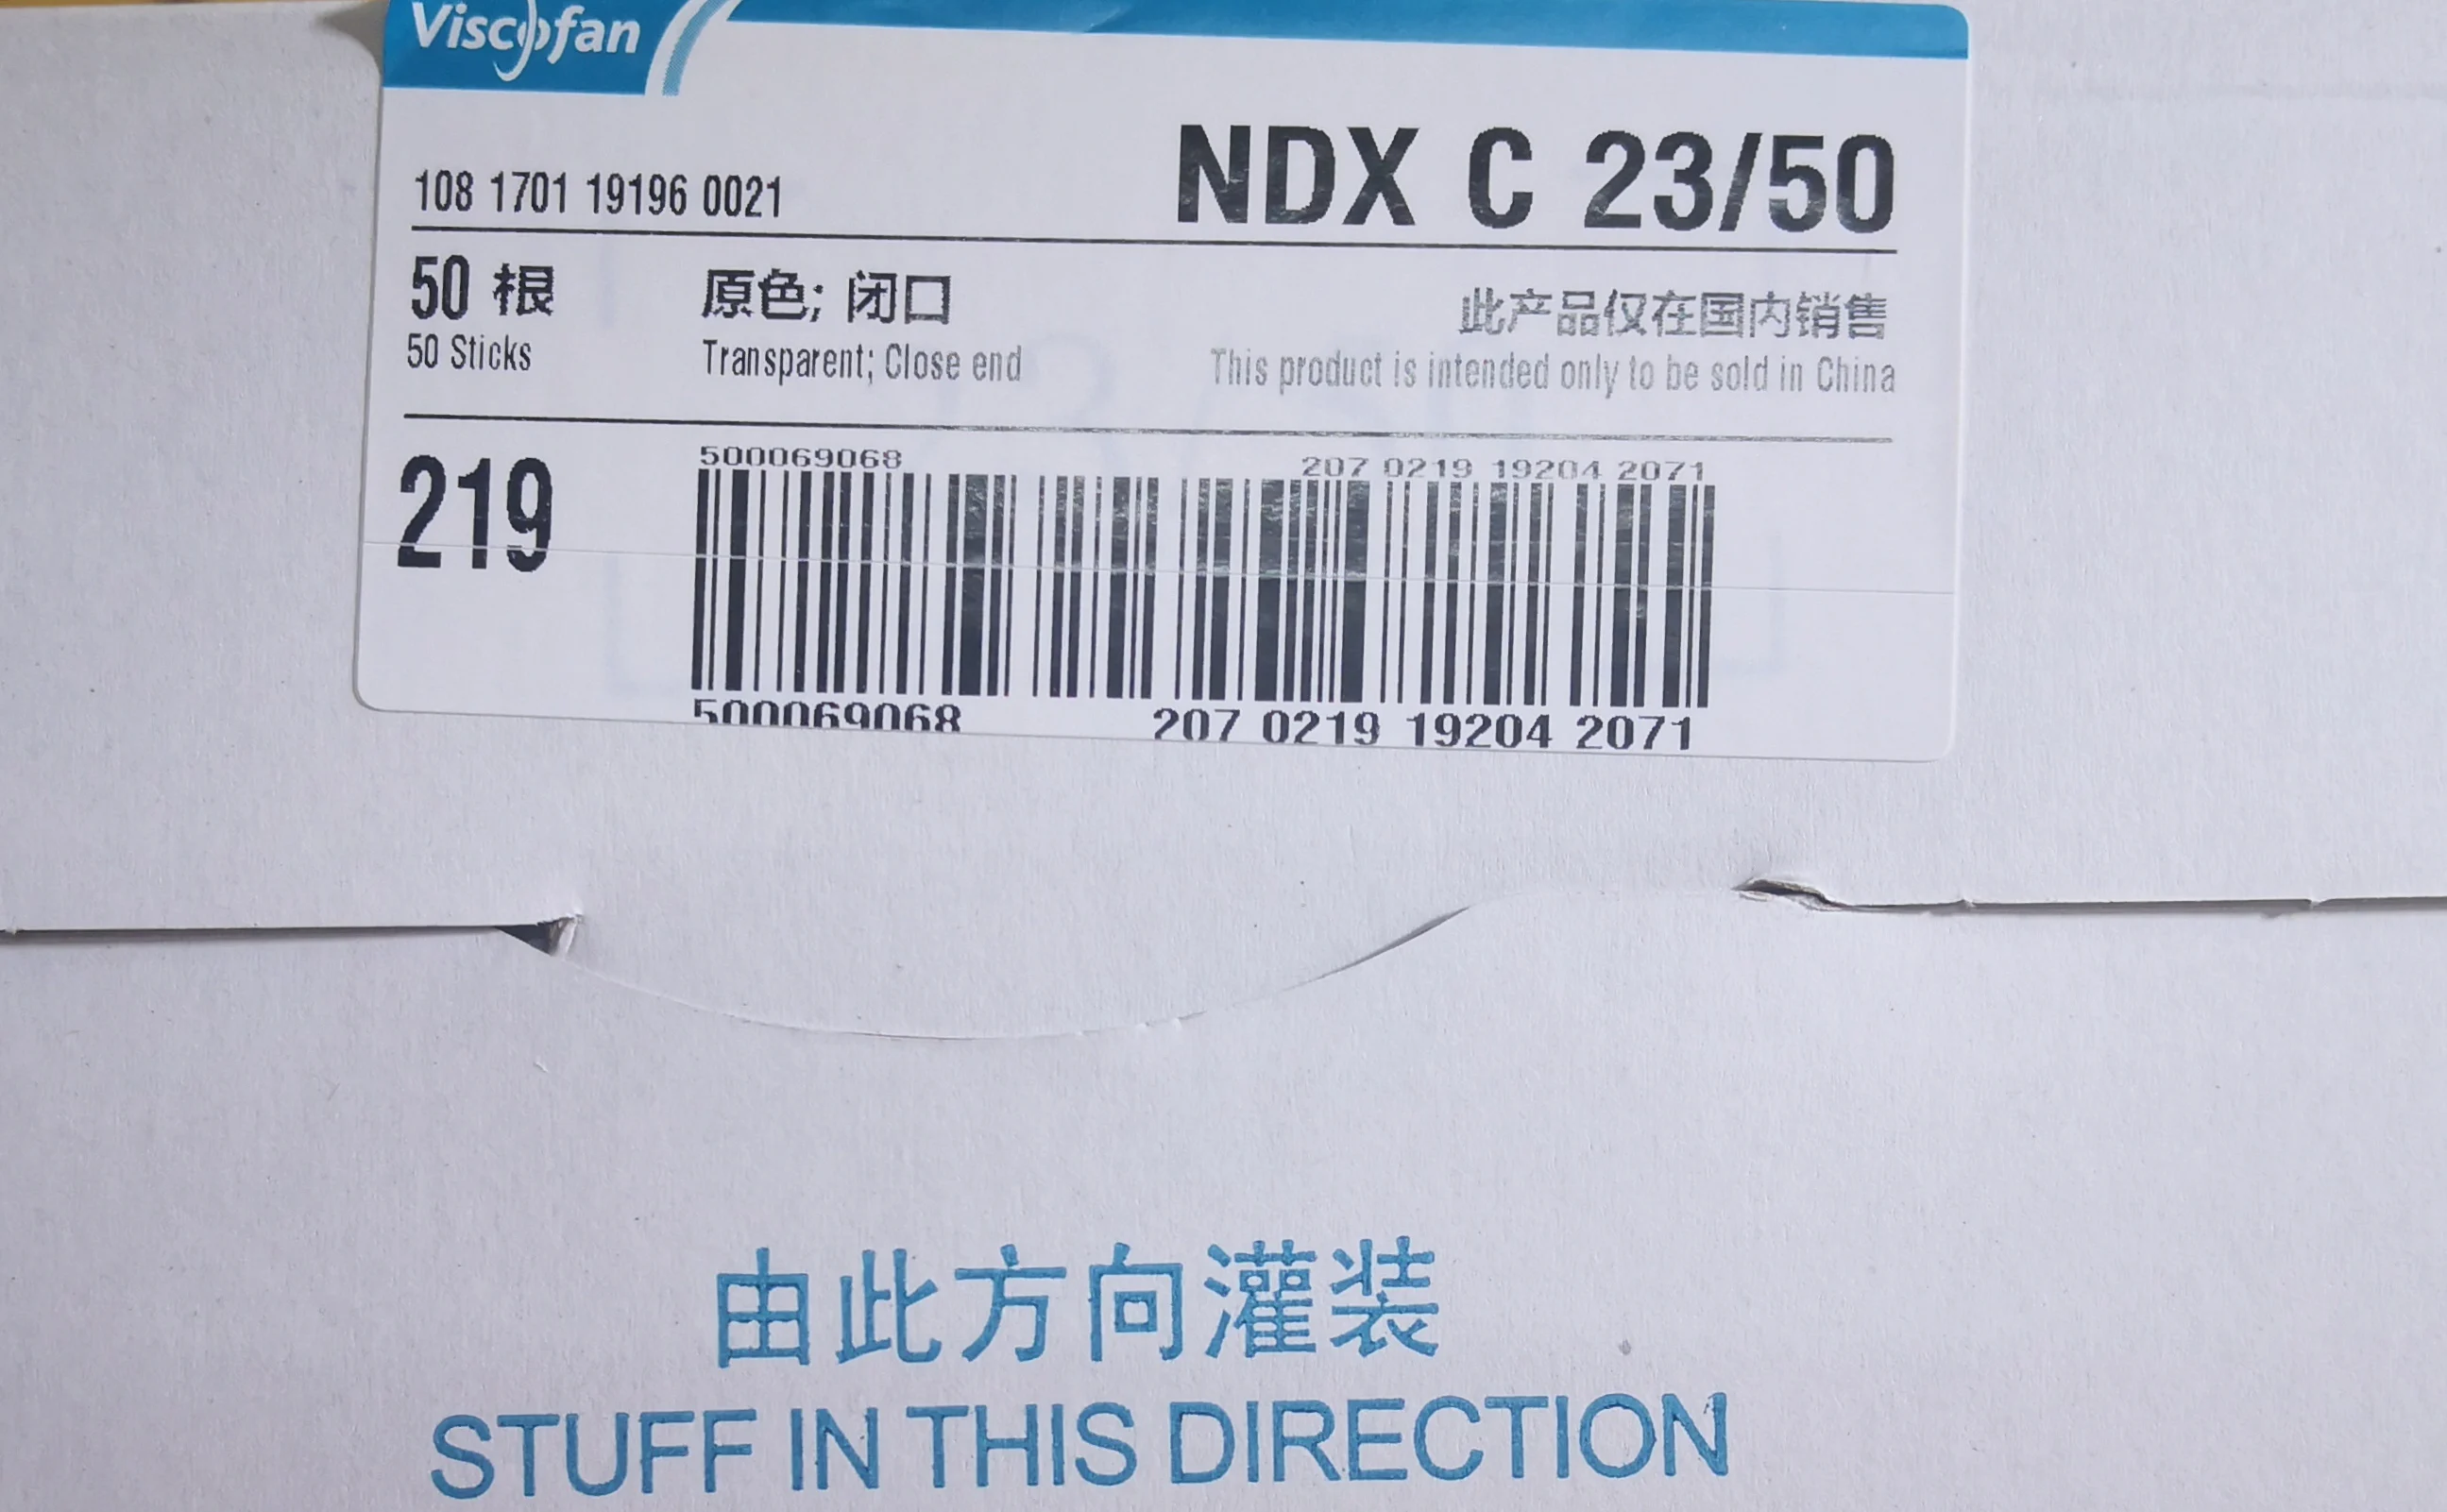 Viscofan
NDX C 23/50
108 1701 19196 0021
50 根
原色; 闭口
此产品仅在国内销售
50 Sticks
Transparent; Close end
This product is intended only to be sold in China
219
500069068
207 0219 19204 2071
500069068
207 0219 19204 2071
由此方向灌装
STUFF IN THIS DIRECTION